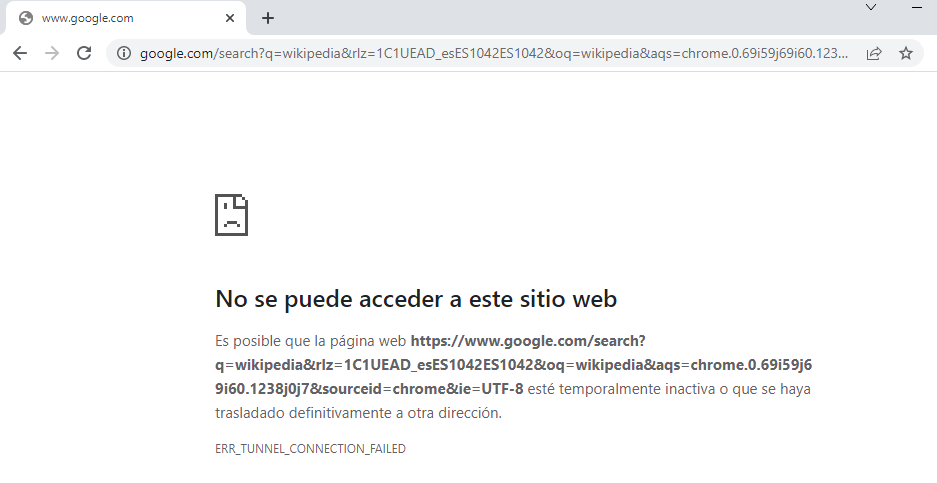 www.google.com
google.com/search?q=wikipedia&rlz=1C1UEAD_esES1042ES1042&oq=wikipedia&aqs=chrome.0.69i59j69i60.123...
No se puede acceder a este sitio web
Es posible que la página web https://www.google.com/search?
q=wikipedia&rlz=1C1UEAD_esES1042ES1042&oq=wikipedia&aqs=chrome.0.69i59j6
9i60.1238j0j7&sourceid=chrome&ie=UTF-8 esté temporalmente inactiva o que se haya
trasladado definitivamente a otra dirección.
ERR_TUNNEL_CONNECTION_FAILED